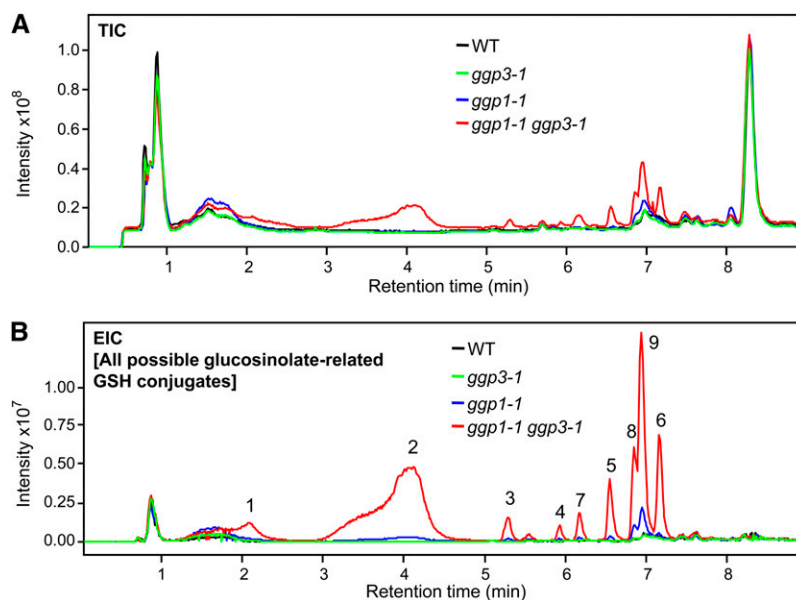 A
TIC
WT
ggp3-1
ggp1-1
ggp1-1 ggp3-1
Intensity x10⁸
1.0
0.8
0.6
0.4
0.2
0.0
1 2 3 4 5 6 7 8
Retention time (min)
B
EIC
[All possible glucosinolate-related
GSH conjugates]
WT
ggp3-1
ggp1-1
ggp1-1 ggp3-1
Intensity x10⁷
1.00
0.75
0.50
0.25
0.00
1
2
3
4
7
5
8
9
6
1 2 3 4 5 6 7 8
Retention time (min)